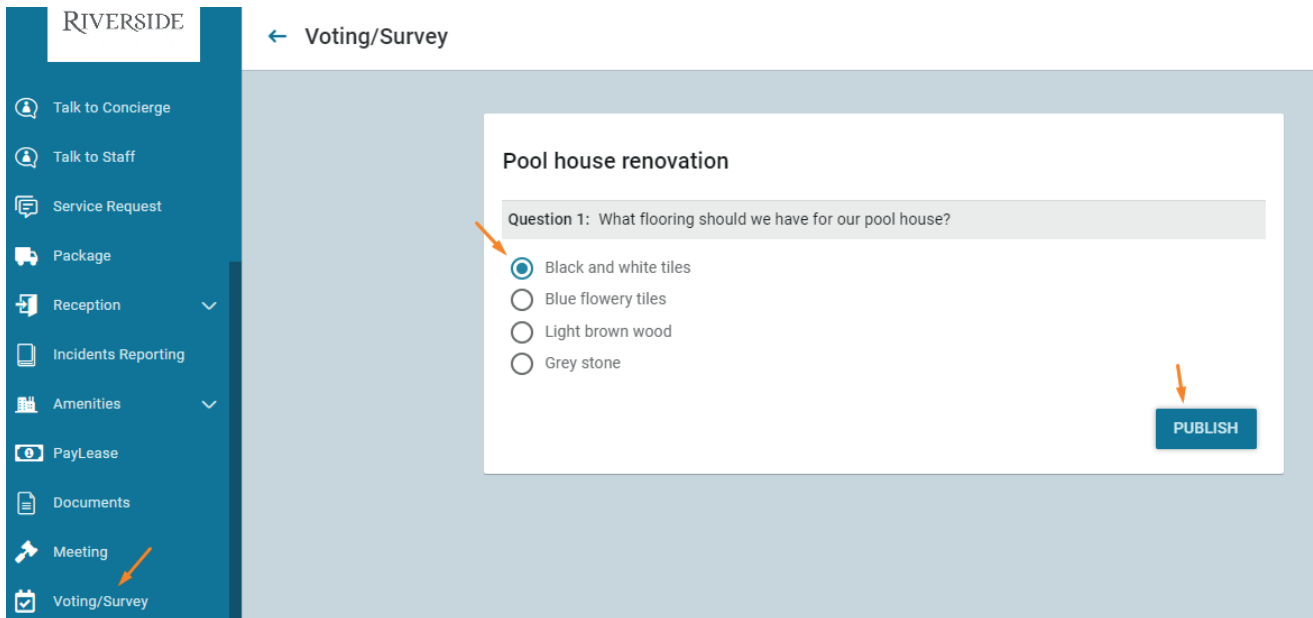 RIVERSIDE
Talk to Concierge
Talk to Staff
Service Request
Package
Reception
Incidents Reporting
Amenities
PayLease
Documents
Meeting
Voting/Survey
← Voting/Survey
Pool house renovation
Question 1: What flooring should we have for our pool house?
Black and white tiles
Blue flowery tiles
Light brown wood
Grey stone
PUBLISH